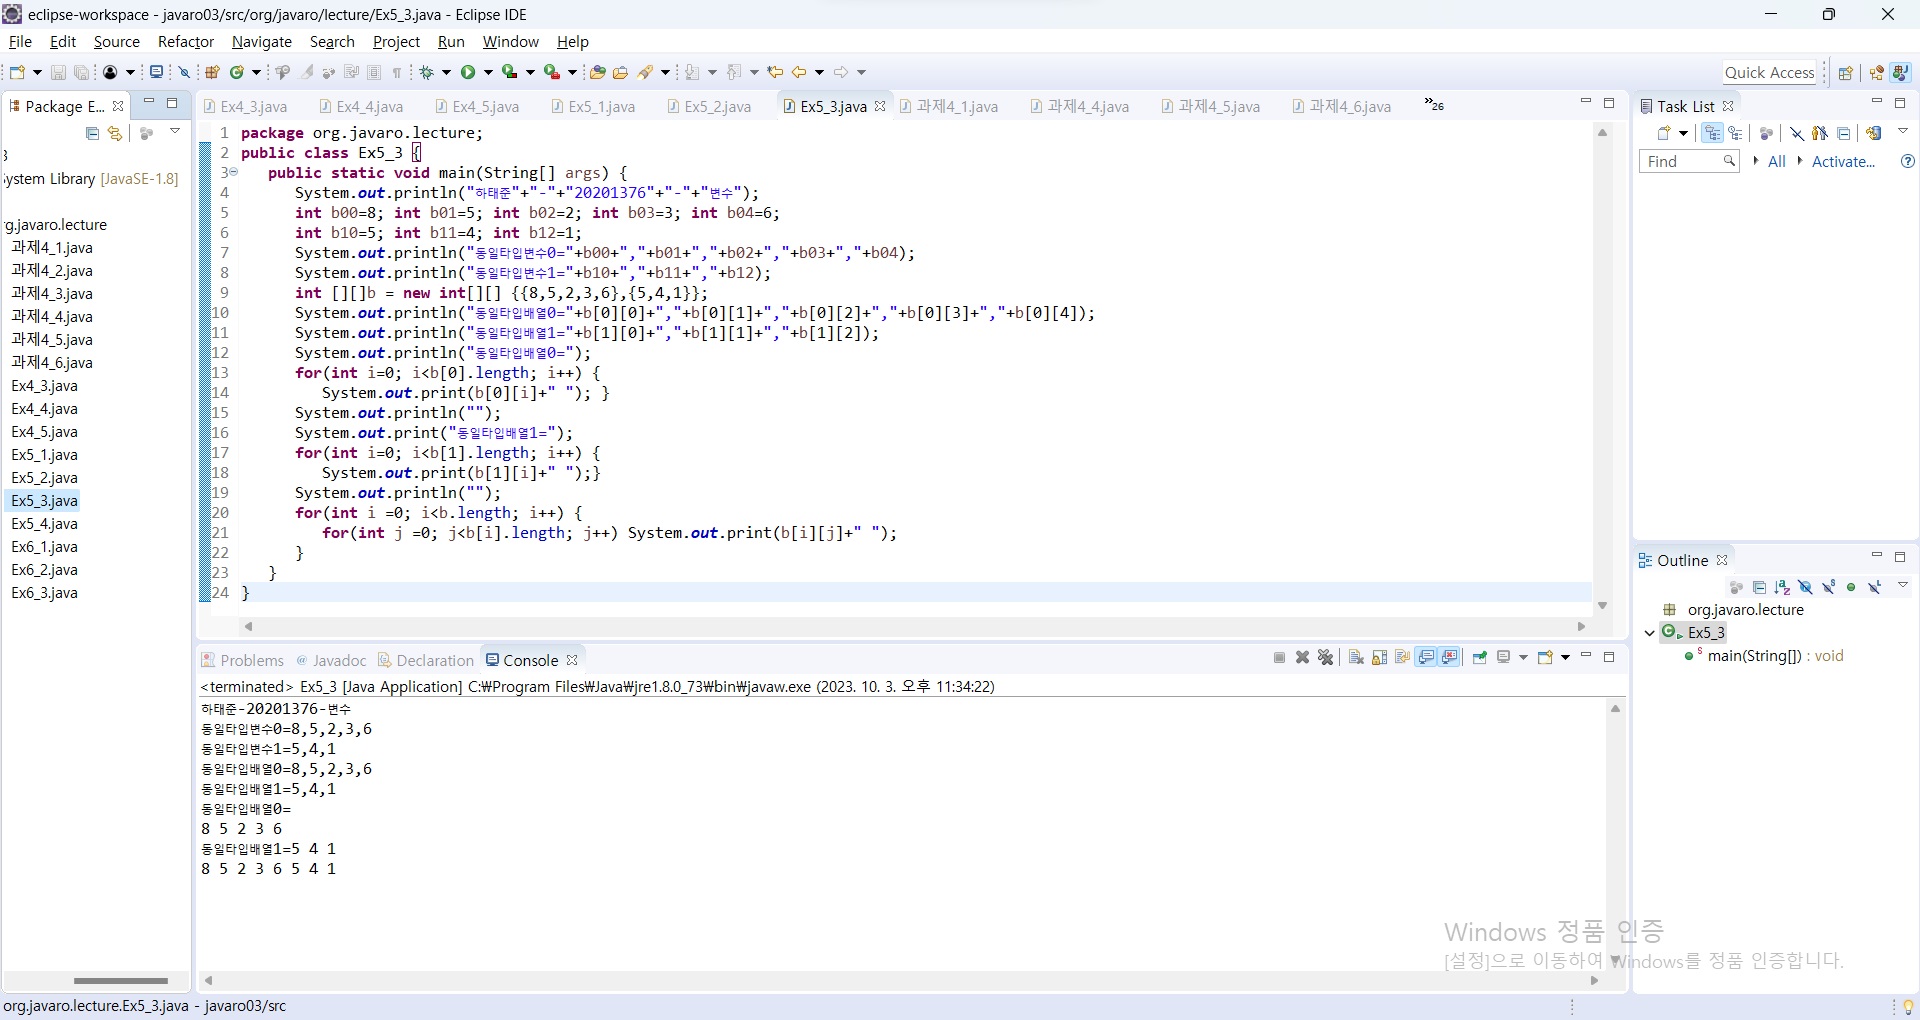 eclipse-workspace - javaro03/src/org/javaro/lecture/Ex5_3.java - Eclipse IDE
File Edit Source Refactor Navigate Search Project Run Window Help
Quick Access
Package E...
3
System Library [JavaSE-1.8]
rg.javaro.lecture
과제4_1.java
과제4_2.java
과제4_3.java
과제4_4.java
과제4_5.java
과제4_6.java
Ex4_3.java
Ex4_4.java
Ex4_5.java
Ex5_1.java
Ex5_2.java
Ex5_3.java
Ex5_4.java
Ex6_1.java
Ex6_2.java
Ex6_3.java
Ex4_3.java Ex4_4.java Ex4_5.java Ex5_1.java Ex5_2.java Ex5_3.java 과제4_1.java 과제4_4.java 과제4_5.java 과제4_6.java »26
1 package org.javaro.lecture;
2 public class Ex5_3 {
3 public static void main(String[] args) {
4 System.out.println("하태준"+"-"+"20201376"+"-"+"변수");
5 int b00=8; int b01=5; int b02=2; int b03=3; int b04=6;
6 int b10=5; int b11=4; int b12=1;
7 System.out.println("동일타입변수0="+b00+","+b01+","+b02+","+b03+","+b04);
8 System.out.println("동일타입변수1="+b10+","+b11+","+b12);
9 int [][]b = new int[][] {{8,5,2,3,6},{5,4,1}};
10 System.out.println("동일타입배열0="+b[0][0]+","+b[0][1]+","+b[0][2]+","+b[0][3]+","+b[0][4]);
11 System.out.println("동일타입배열1="+b[1][0]+","+b[1][1]+","+b[1][2]);
12 System.out.println("동일타입배열0=");
13 for(int i=0; i<b[0].length; i++) {
14 System.out.print(b[0][i]+" "); }
15 System.out.println("");
16 System.out.print("동일타입배열1=");
17 for(int i=0; i<b[1].length; i++) {
18 System.out.print(b[1][i]+" ");}
19 System.out.println("");
20 for(int i =0; i<b.length; i++) {
21 for(int j =0; j<b[i].length; j++) System.out.print(b[i][j]+" ");
22 }
23 }
24 }
Problems Javadoc Declaration Console
<terminated> Ex5_3 [Java Application] C:₩Program Files₩Java₩jre1.8.0_73₩bin₩javaw.exe (2023. 10. 3. 오후 11:34:22)
하태준-20201376-변수
동일타입변수0=8,5,2,3,6
동일타입변수1=5,4,1
동일타입배열0=8,5,2,3,6
동일타입배열1=5,4,1
동일타입배열0=
8 5 2 3 6
동일타입배열1=5 4 1
8 5 2 3 6 5 4 1
Task List
Find All Activate...
Outline
org.javaro.lecture
Ex5_3
main(String[]) : void
Windows 정품 인증
[설정]으로 이동하여 Windows를 정품 인증합니다.
org.javaro.lecture.Ex5_3.java - javaro03/src